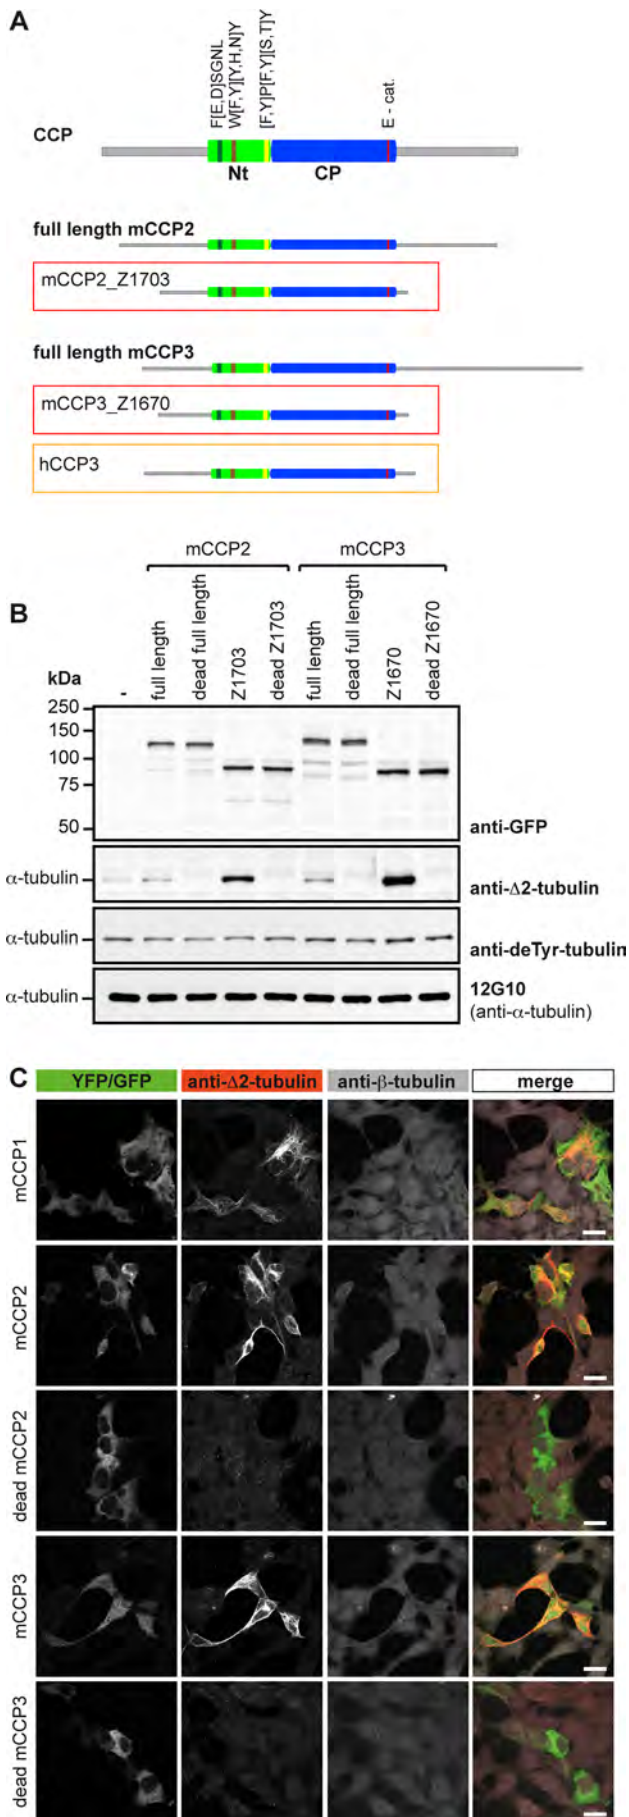 A
F[E,D]SGNL
W[F,Y][Y,H,N]Y
[F,Y]P[F,Y][S,T]Y
E - cat.
CCP
Nt
CP
full length mCCP2
mCCP2_Z1703
full length mCCP3
mCCP3_Z1670
hCCP3
B
mCCP2
mCCP3
kDa
-
full length
dead full length
Z1703
dead Z1703
full length
dead full length
Z1670
dead Z1670
250
150
100
75
50
anti-GFP
α-tubulin
anti-Δ2-tubulin
α-tubulin
anti-deTyr-tubulin
α-tubulin
12G10
(anti-α-tubulin)
C
YFP/GFP
anti-Δ2-tubulin
anti-β-tubulin
merge
mCCP1
mCCP2
dead mCCP2
mCCP3
dead mCCP3